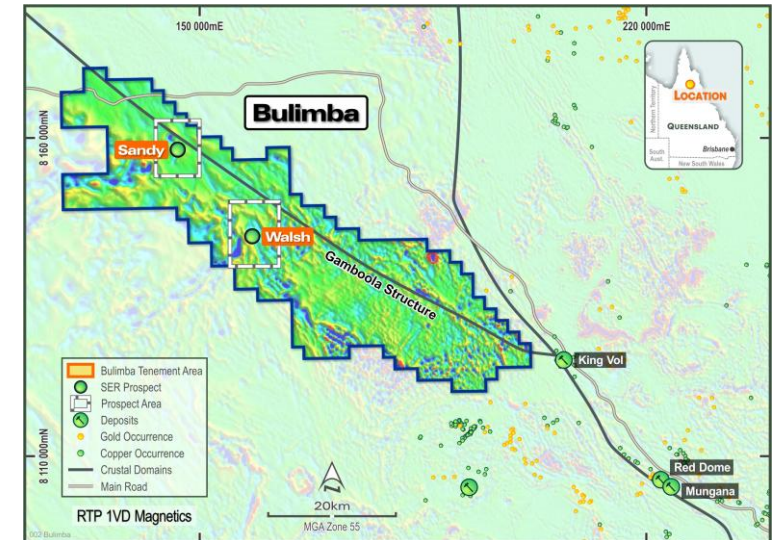 150 000mE
220 000mE
8 160 000mN
8 110 000mN
Bulimba
LOCATION
Northern Territory
QUEENSLAND
Brisbane
South
Aust.
New South Wales
Sandy
Walsh
Gamboola Structure
King Vol
Red Dome
Mungana
Bulimba Tenement Area
SER Prospect
Prospect Area
Deposits
Gold Occurrence
Copper Occurrence
Crustal Domains
Main Road
RTP 1VD Magnetics
20km
MGA Zone 55
002 Bulimba